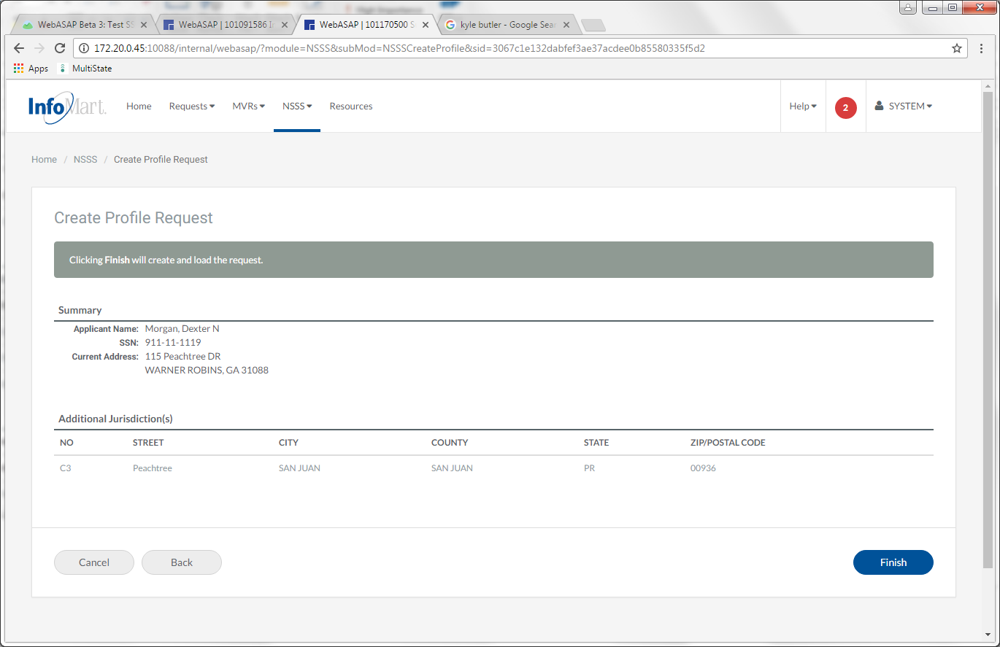 High Importance
WebASAP Beta 3: Test SS
WebASAP | 101091586 I
WebASAP | 101170500 S
kyle butler - Google Sear
172.20.0.45:10088/internal/webasap/?module=NSSS&subMod=NSSSCreateProfile&sid=3067c1e132dabfef3ae37acdee0b85580335f5d2
Apps MultiState
InfoMart. Home Requests MVRs NSSS Resources Help 2 SYSTEM
Home / NSSS / Create Profile Request
Create Profile Request
Clicking Finish will create and load the request.
Summary
Applicant Name: Morgan, Dexter N
SSN: 911-11-1119
Current Address: 115 Peachtree DR
WARNER ROBINS, GA 31088
Additional Jurisdiction(s)
NO STREET CITY COUNTY STATE ZIP/POSTAL CODE
C3 Peachtree SAN JUAN SAN JUAN PR 00936
Cancel Back Finish